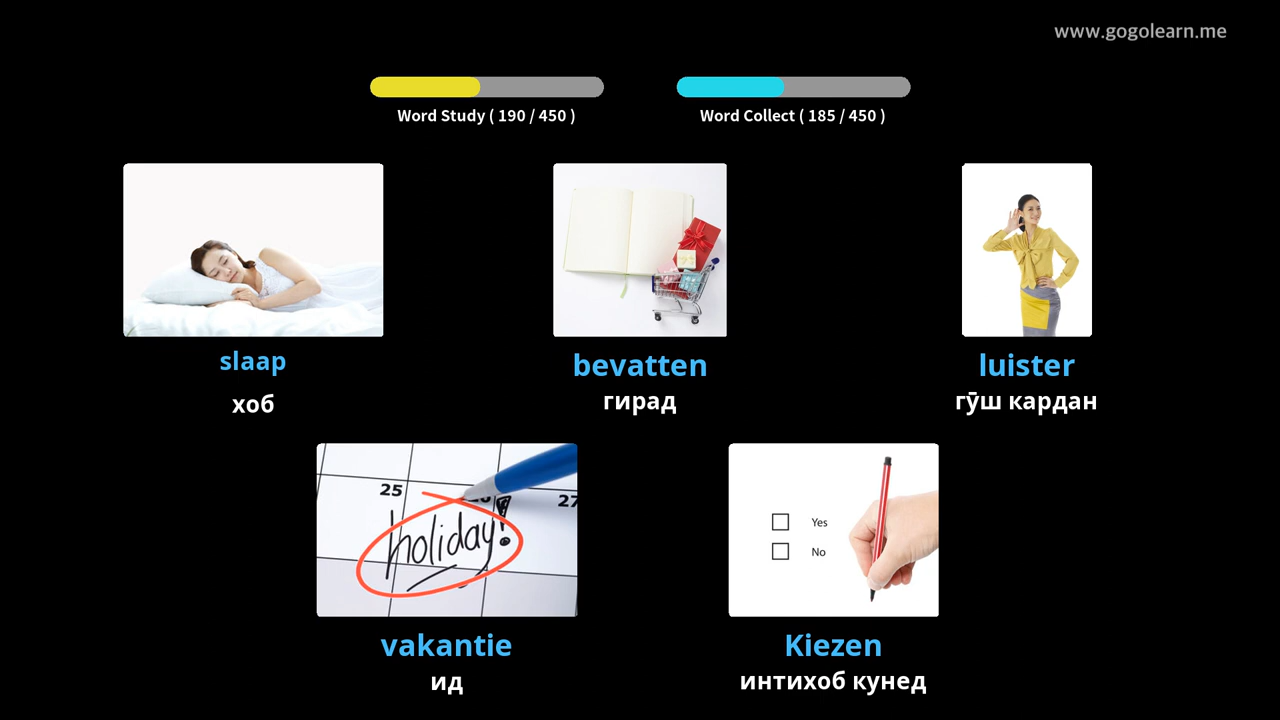 www.gogolearn.me
Word Study ( 190 / 450 )
Word Collect ( 185 / 450 )
slaap
хоб
bevatten
гирад
luister
гӯш кардан
25
27
holiday!
vakantie
ид
Yes
No
Kiezen
интихоб кунед